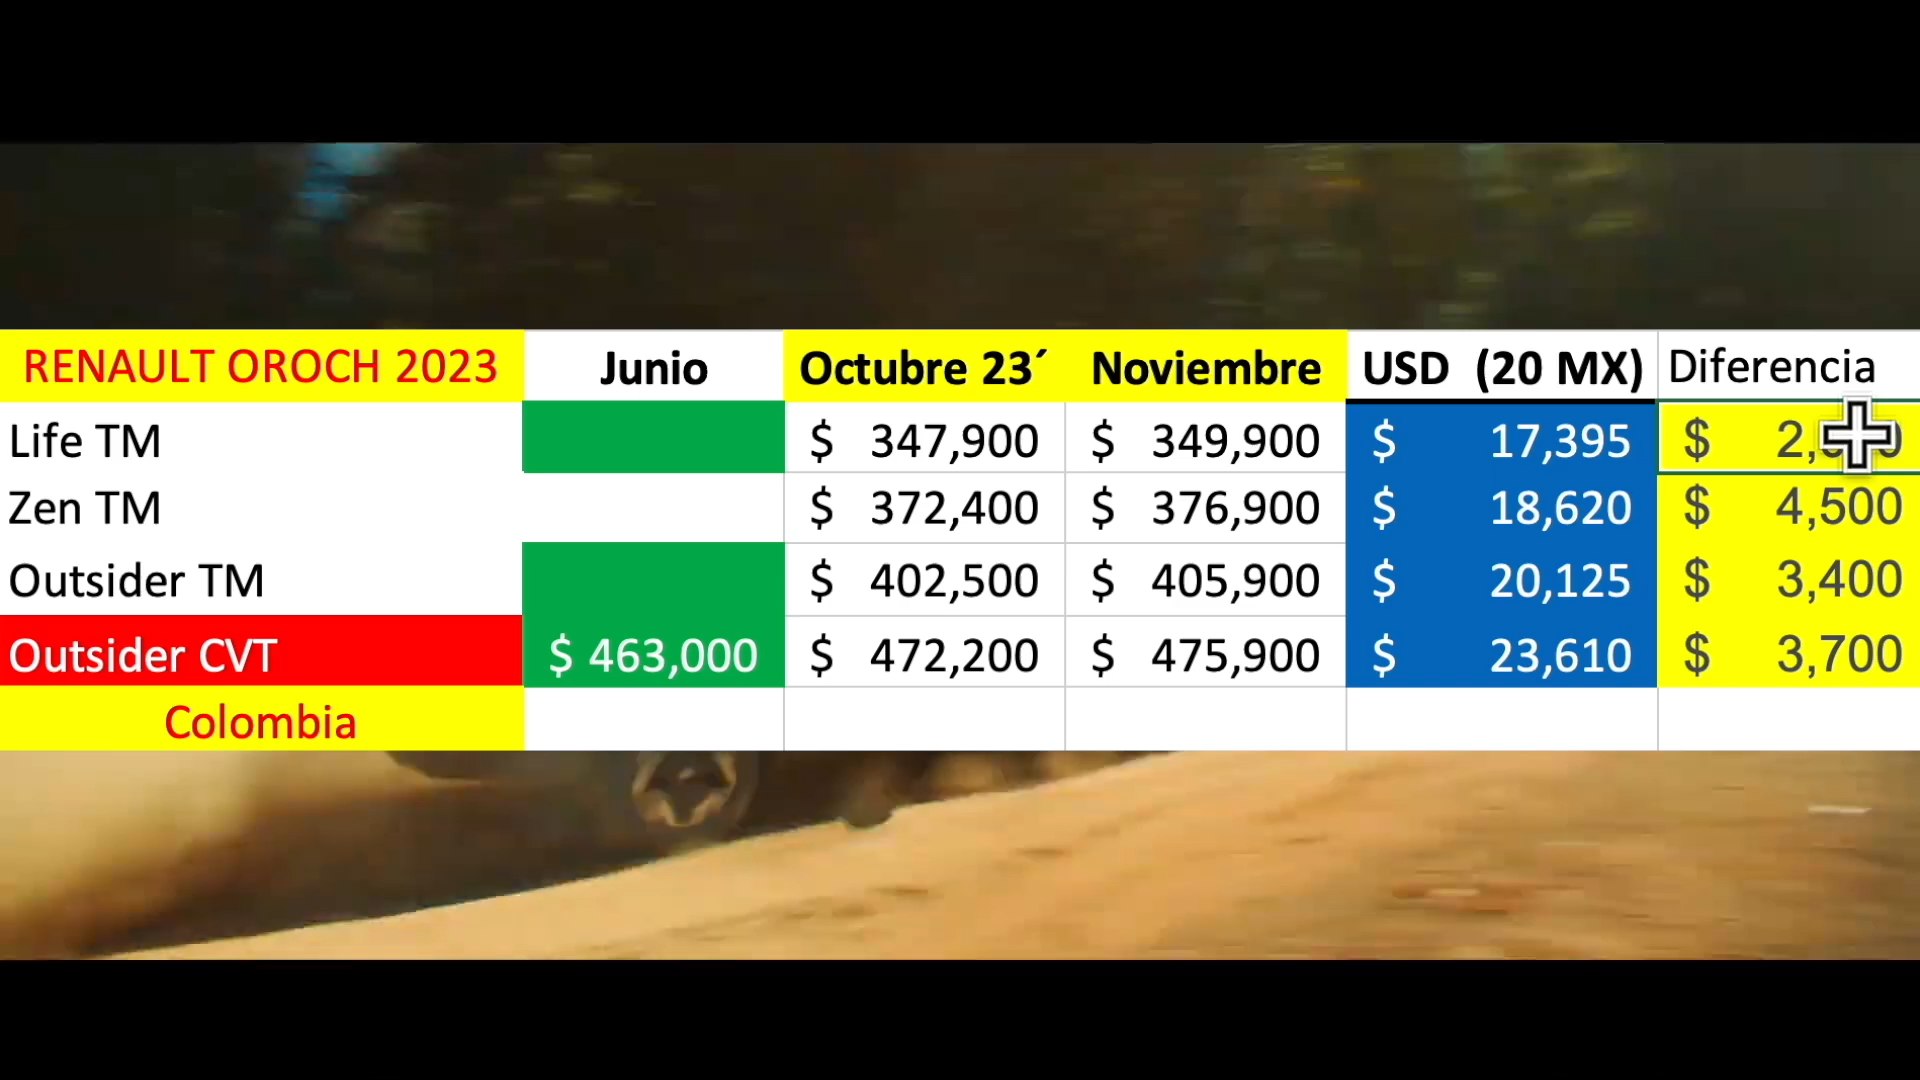 RENAULT OROCH 2023 Junio Octubre 23´ Noviembre USD (20 MX) Diferencia
Life TM $ 347,900 $ 349,900 $ 17,395 $
Zen TM $ 372,400 $ 376,900 $ 18,620 $ 4,500
Outsider TM $ 402,500 $ 405,900 $ 20,125 $ 3,400
Outsider CVT $ 463,000 $ 472,200 $ 475,900 $ 23,610 $ 3,700
Colombia